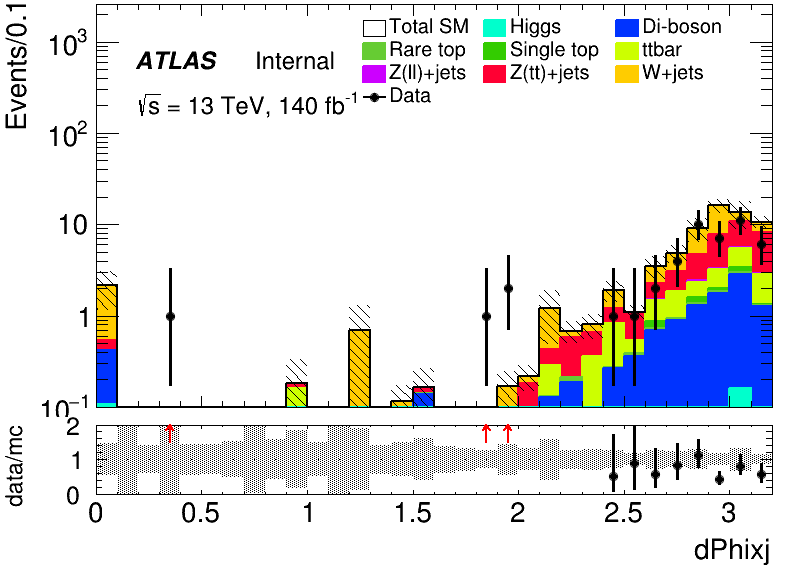 Events/0.1
10³
10²
10
1
10⁻¹
ATLAS Internal
√s = 13 TeV, 140 fb⁻¹
Total SM Higgs Di-boson
Rare top Single top ttbar
Z(ll)+jets Z(tt)+jets W+jets
Data
data/mc
2
1
0
0 0.5 1 1.5 2 2.5 3
dPhixj